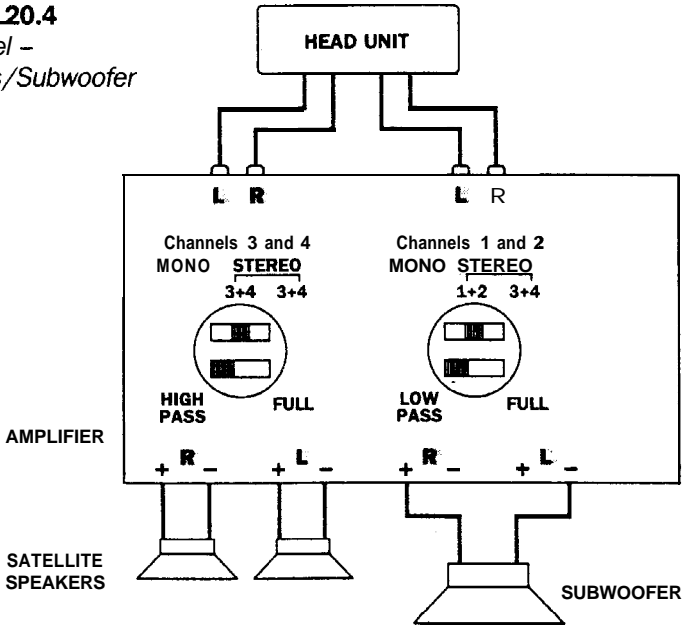 L20.4
el –
s/Subwoofer
HEAD UNIT
L R
L R
Channels 3 and 4
MONO STEREO
3+4 3+4
Channels 1 and 2
MONO STEREO
1+2 3+4
HIGH
PASS
FULL
LOW
PASS
FULL
AMPLIFIER
+ R − + L −
+ R − + L −
SATELLITE
SPEAKERS
SUBWOOFER